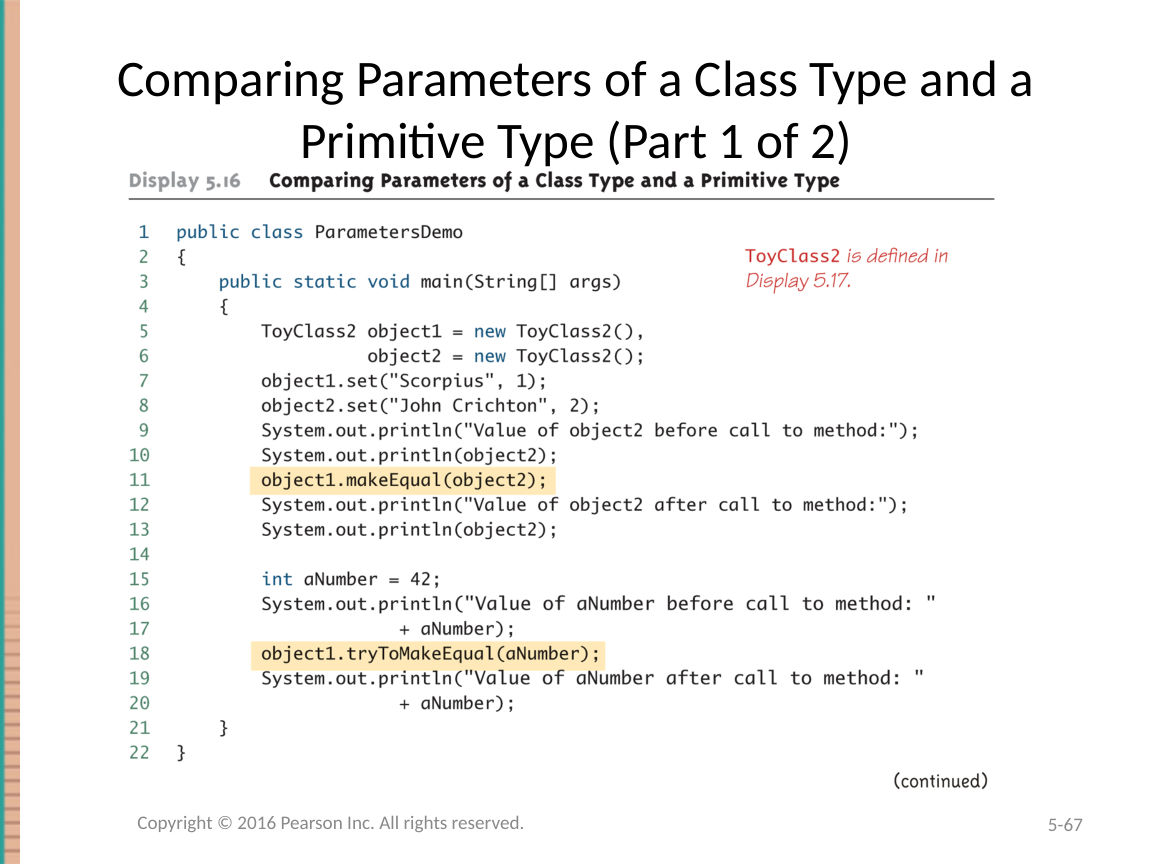 Comparing Parameters of a Class Type and a
Primitive Type (Part 1 of 2)
Display 5.16 Comparing Parameters of a Class Type and a Primitive Type
1 public class ParametersDemo
2 {
ToyClass2 is defined in
Display 5.17.
3     public static void main(String[] args)
4     {
5         ToyClass2 object1 = new ToyClass2(),
6                   object2 = new ToyClass2();
7         object1.set("Scorpius", 1);
8         object2.set("John Crichton", 2);
9         System.out.println("Value of object2 before call to method:");
10         System.out.println(object2);
11         object1.makeEqual(object2);
12         System.out.println("Value of object2 after call to method:");
13         System.out.println(object2);
14
15         int aNumber = 42;
16         System.out.println("Value of aNumber before call to method: "
17                      + aNumber);
18         object1.tryToMakeEqual(aNumber);
19         System.out.println("Value of aNumber after call to method: "
20                      + aNumber);
21     }
22 }
(continued)
Copyright © 2016 Pearson Inc. All rights reserved.
5-67